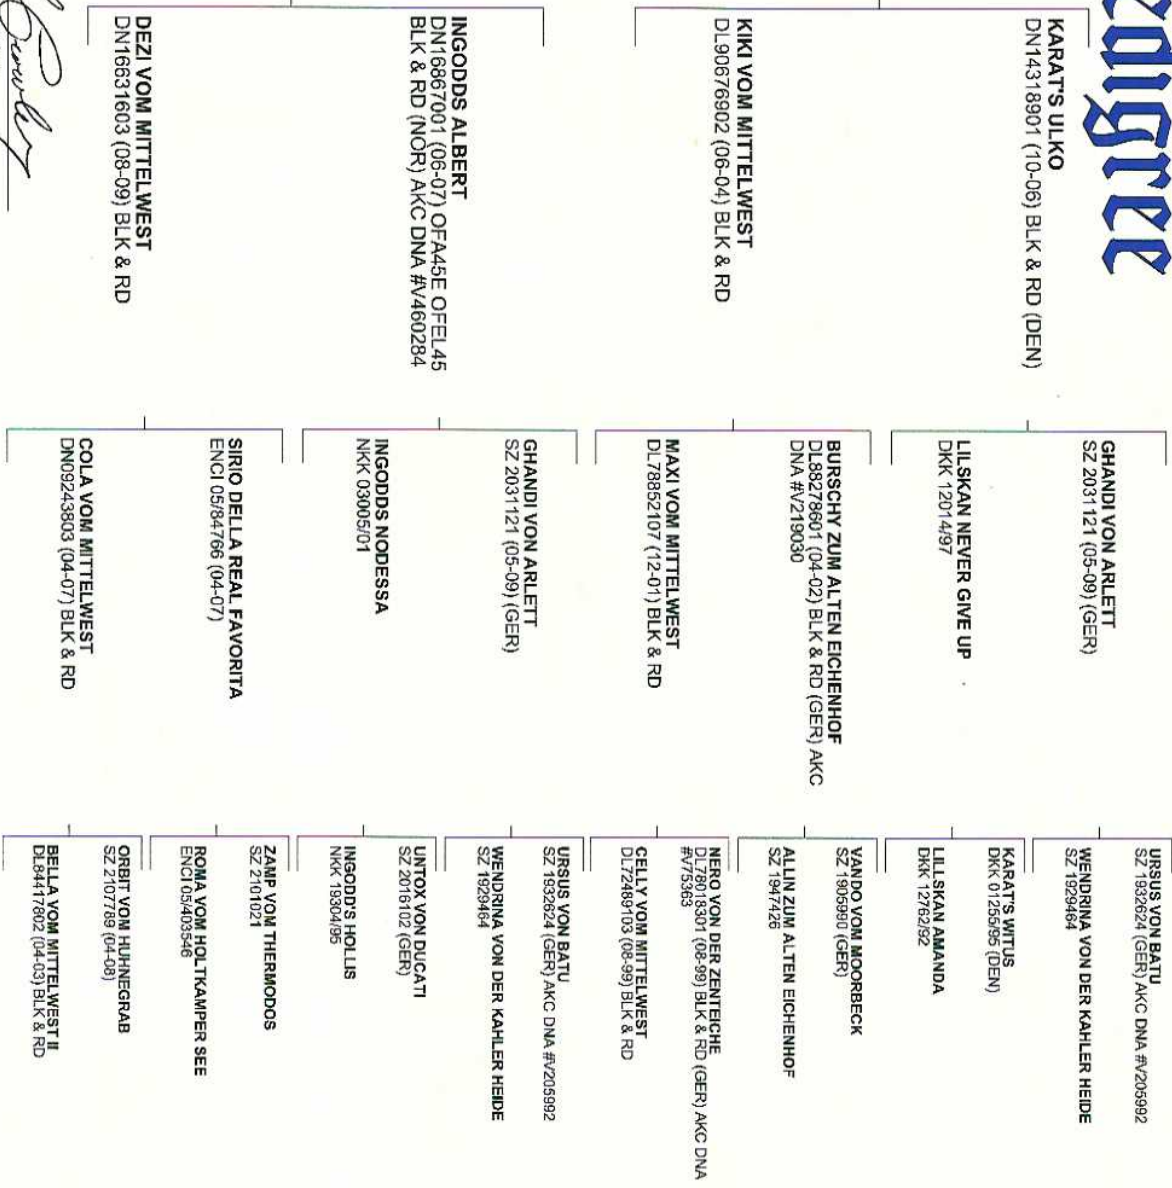 KARAT'S ULKO
DN14318901 (10-06) BLK & RD (DEN)
KIKI VOM MITTELWEST
DL90676902 (06-04) BLK & RD
INGODDS ALBERT
DN16867001 (06-07) OFA45E OFEL45
BLK & RD (NOR) AKC DNA #V460284
DEZI VOM MITTELWEST
DN16631603 (08-09) BLK & RD
GHANDI VON ARLETT
SZ 2031121 (05-09) (GER)
LILSKAN NEVER GIVE UP
DKK 12014/97
BURSCHY ZUM ALTEN EICHENHOF
DL88278601 (04-02) BLK & RD (GER) AKC
DNA #V219030
MAXI VOM MITTELWEST
DL78852107 (12-01) BLK & RD
GHANDI VON ARLETT
SZ 2031121 (05-09) (GER)
INGODDS NODESSA
NKK 03005/01
SIRIO DELLA REAL FAVORITA
ENCI 05/84766 (04-07)
COLA VOM MITTELWEST
DN09243803 (04-07) BLK & RD
URSUS VON BATU
SZ 1932624 (GER) AKC DNA #V205992
WENDRINA VON DER KAHLER HEIDE
SZ 1929464
KARAT'S WITUS
DKK 01255/95 (DEN)
LILLSKAN AMANDA
DKK 12762/92
VANDO VOM MOORBECK
SZ 1905990 (GER)
ALLIN ZUM ALTEN EICHENHOF
SZ 1947426
NERO VON DER ZENTEICHE
DL78018301 (08-99) BLK & RD (GER) AKC DNA
#V75363
CELLY VOM MITTELWEST
DL72489103 (08-99) BLK & RD
URSUS VON BATU
SZ 1932624 (GER) AKC DNA #V205992
WENDRINA VON DER KAHLER HEIDE
SZ 1929464
UNTOX VON DUCATI
SZ 2016102 (GER)
INGODD'S HOLLIS
NKK 19304/95
ZAMP VOM THERMODOS
SZ 2101021
ROMA VOM HOLTKAMPER SEE
ENCI 05/403546
ORBIT VOM HUHNEGRAB
SZ 2107789 (04-08)
BELLA VOM MITTELWEST II
DL84417802 (04-03) BLK & RD